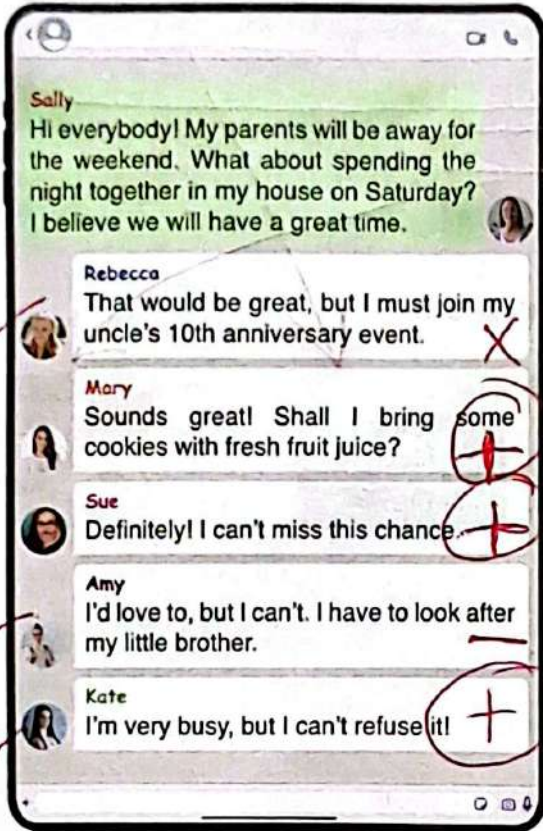 Sally
Hi everybody! My parents will be away for
the weekend. What about spending the
night together in my house on Saturday?
I believe we will have a great time.
Rebecca
That would be great, but I must join my
uncle's 10th anniversary event.
Mary
Sounds great! Shall I bring some
cookies with fresh fruit juice?
Sue
Definitely! I can't miss this chance.
Amy
I'd love to, but I can't. I have to look after
my little brother.
Kate
I'm very busy, but I can't refuse it!